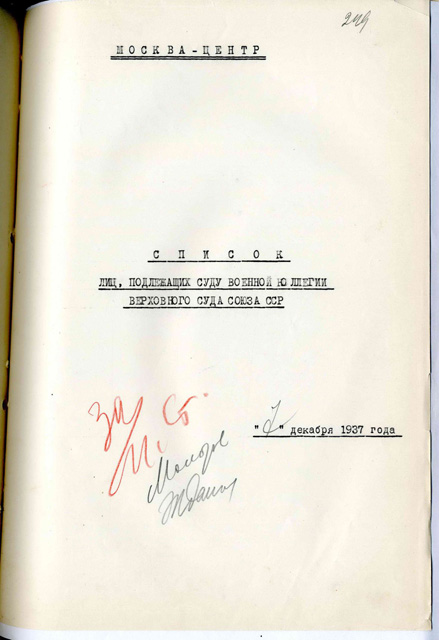 249
МОСКВА-ЦЕНТР
СПИСОК
ЛИЦ, ПОДЛЕЖАЩИХ СУДУ ВОЕННОЙ КОЛЛЕГИИ
ВЕРХОВНОГО СУДА СОЮЗА ССР
за И. Ст.
Молотов
Жданов
"7" декабря 1937 года